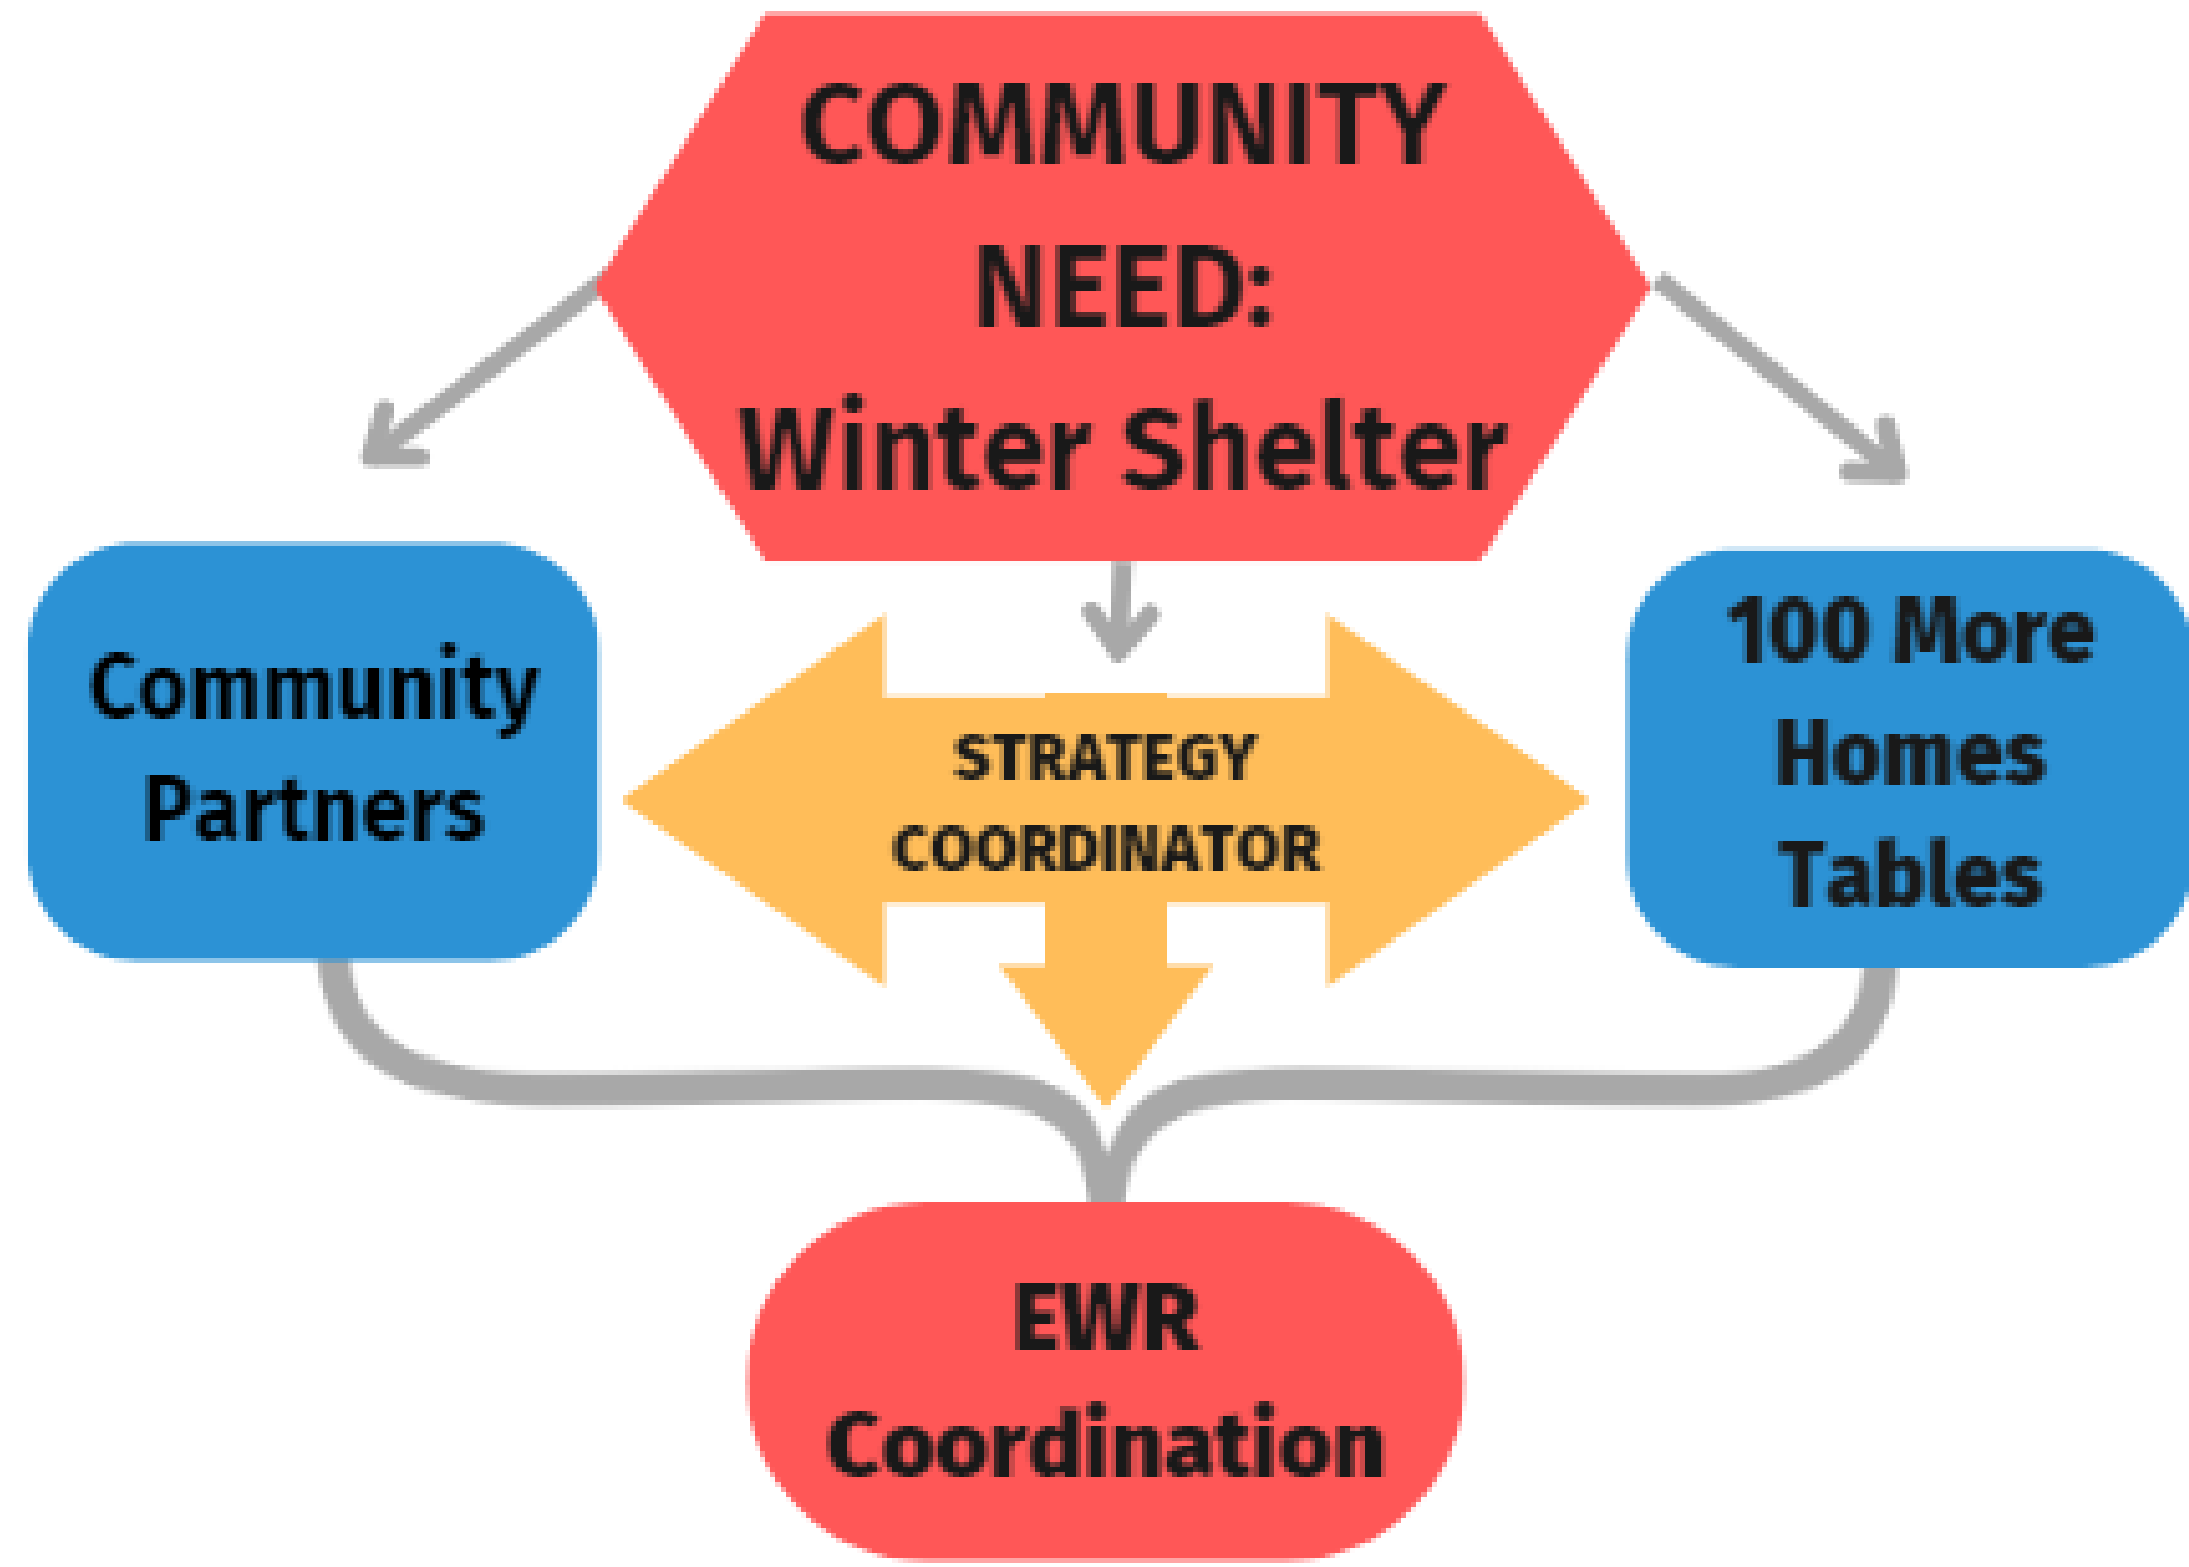 COMMUNITY
NEED:
Winter Shelter
Community
Partners
STRATEGY
COORDINATOR
100 More
Homes
Tables
EWR
Coordination